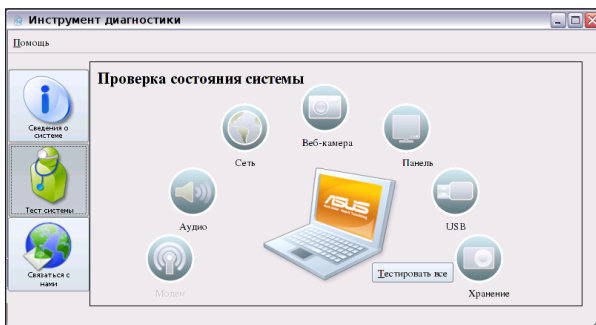 Инструмент диагностики
Помощь
Проверка состояния системы
Сведения о
системе
Тест системы
Связаться с
нами
Веб-камера
Сеть
Панель
Аудио
USB
Модем
Хранение
ASUS
Тестировать все